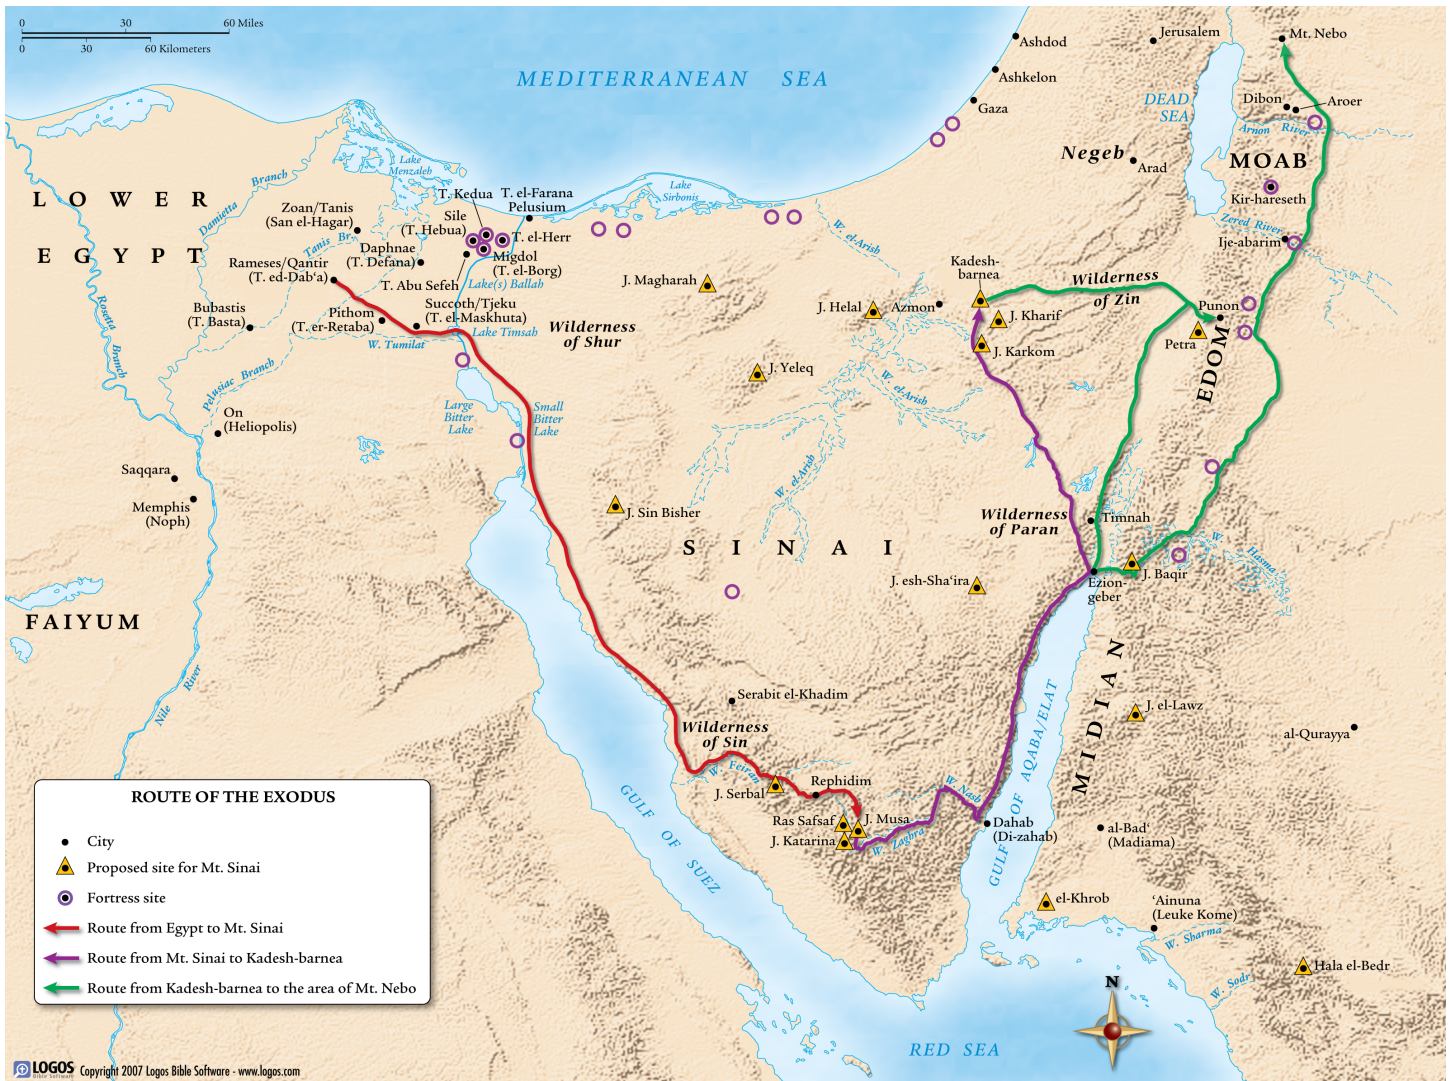 0 30 60 Miles
0 30 60 Kilometers
MEDITERRANEAN SEA
Ashdod
Ashkelon
Gaza
Jerusalem
Mt. Nebo
DEAD
SEA
Dibon
Aroer
Arnon River
Negeb
Arad
MOAB
Kir-hareseth
Zered River
Ije-abarim
LOWER
EGYPT
Damietta Branch
Lake
Menzaleh
Zoan/Tanis
(San el-Hagar)
Tanis Br.
T. Kedua
T. el-Farana
Pelusium
Sile
(T. Hebua)
T. el-Herr
Daphnae
(T. Defana)
Migdol
(T. el-Borg)
Lake
Sirbonis
W. el-Arish
Rameses/Qantir
(T. ed-Dab‘a)
T. Abu Sefeh
Lake(s) Ballah
Bubastis
(T. Basta)
Pithom
(T. er-Retaba)
Succoth/Tjeku
(T. el-Maskhuta)
Lake Timsah
W. Tumilat
Wilderness
of Shur
Rosetta Branch
Pelusiac Branch
J. Magharah
J. Helal
Azmon
Kadesh-
barnea
Wilderness
of Zin
J. Kharif
J. Karkom
Punon
Petra
EDOM
J. Yeleq
W. el-Arish
W. el-Arish
On
(Heliopolis)
Large
Bitter
Lake
Small
Bitter
Lake
Saqqara
Memphis
(Noph)
J. Sin Bisher
Wilderness
of Paran
Timnah
SINAI
W. Hasma
J. esh-Sha‘ira
Ezion-
geber
J. Baqir
FAIYUM
Nile River
Serabit el-Khadim
Wilderness
of Sin
W. Feiran
J. Serbal
Rephidim
Ras Safsaf
J. Musa
J. Katarina
W. Laghra
W. Nasb
Dahab
(Di-zahab)
GULF OF AQABA/ELAT
MIDIAN
J. el-Lawz
al-Qurayya
al-Bad‘
(Madiama)
el-Khrob
‘Ainuna
(Leuke Kome)
W. Sharma
Hala el-Bedr
W. Sodr
GULF OF SUEZ
RED SEA
N
ROUTE OF THE EXODUS
City
Proposed site for Mt. Sinai
Fortress site
Route from Egypt to Mt. Sinai
Route from Mt. Sinai to Kadesh-barnea
Route from Kadesh-barnea to the area of Mt. Nebo
LOGOS
Bible Software
Copyright 2007 Logos Bible Software - www.logos.com